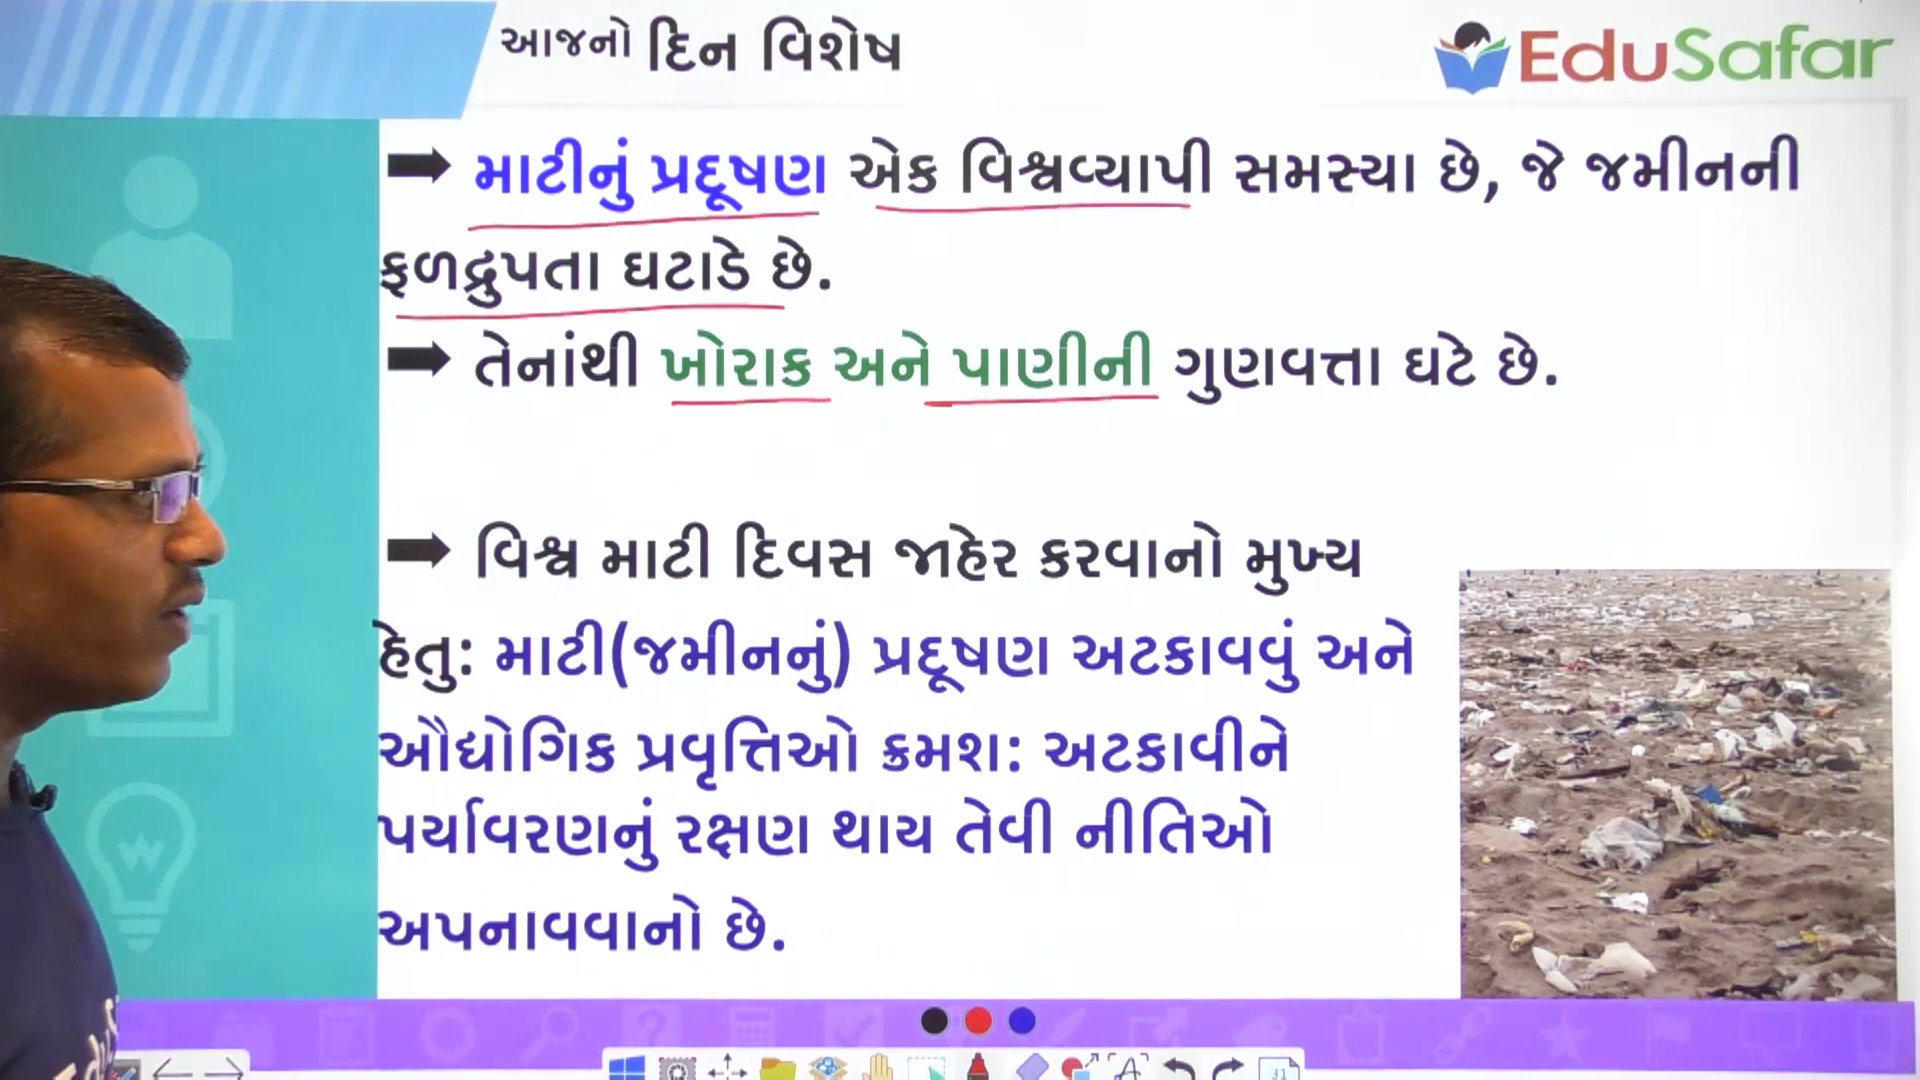 આજનો દિન વિશેષ
EduSafar
➡ માટીનું પ્રદૂષણ એક વિશ્વવ્યાપી સમસ્યા છે, જે જમીનની
ફળદ્રુપતા ઘટાડે છે.
➡ તેનાંથી ખોરાક અને પાણીની ગુણવત્તા ઘટે છે.
➡ વિશ્વ માટી દિવસ જાહેર કરવાનો મુખ્ય
હેતુ: માટી(જમીનનું) પ્રદૂષણ અટકાવવું અને
ઔદ્યોગિક પ્રવૃત્તિઓ ક્રમશ: અટકાવીને
પર્યાવરણનું રક્ષણ થાય તેવી નીતિઓ
અપનાવવાનો છે.
31